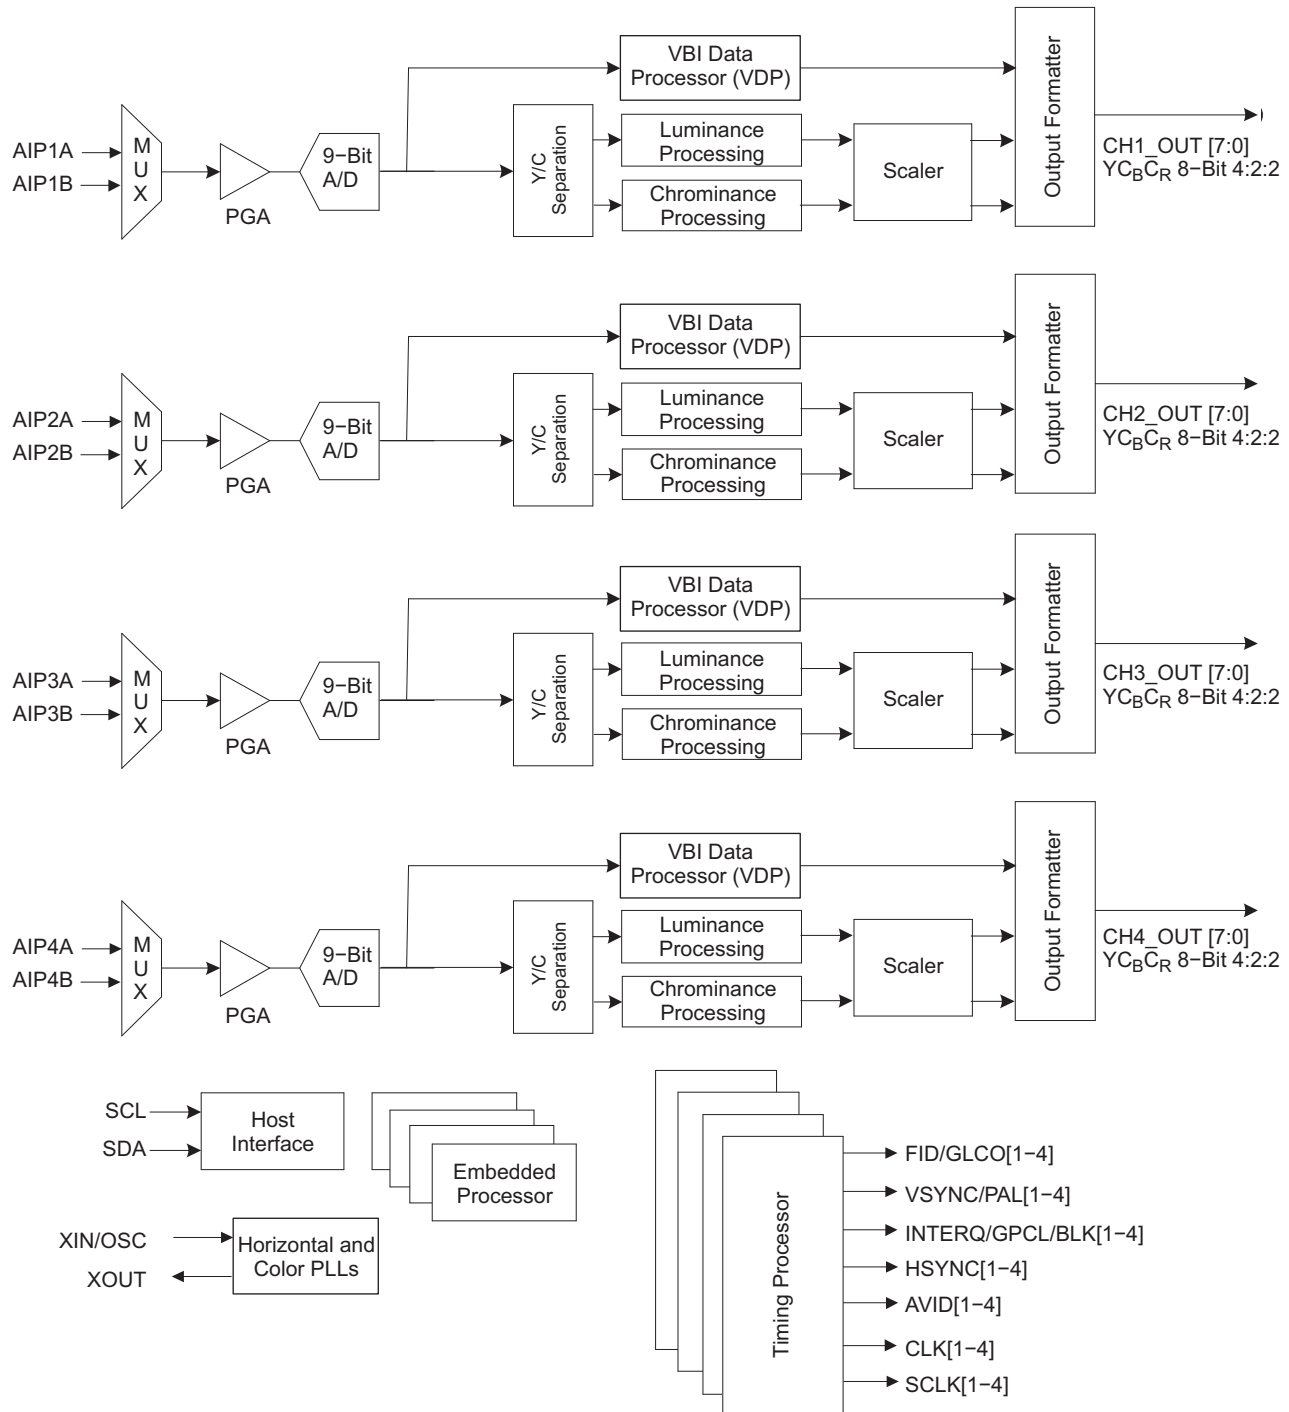 VBI Data
Processor (VDP)
AIP1A
AIP1B
M
U
X
PGA
9−Bit
A/D
Y/C
Separation
Luminance
Processing
Chrominance
Processing
Scaler
Output Formatter
CH1_OUT [7:0]
YCBCR 8−Bit 4:2:2
VBI Data
Processor (VDP)
AIP2A
AIP2B
M
U
X
PGA
9−Bit
A/D
Y/C
Separation
Luminance
Processing
Chrominance
Processing
Scaler
Output Formatter
CH2_OUT [7:0]
YCBCR 8−Bit 4:2:2
VBI Data
Processor (VDP)
AIP3A
AIP3B
M
U
X
PGA
9−Bit
A/D
Y/C
Separation
Luminance
Processing
Chrominance
Processing
Scaler
Output Formatter
CH3_OUT [7:0]
YCBCR 8−Bit 4:2:2
VBI Data
Processor (VDP)
AIP4A
AIP4B
M
U
X
PGA
9−Bit
A/D
Y/C
Separation
Luminance
Processing
Chrominance
Processing
Scaler
Output Formatter
CH4_OUT [7:0]
YCBCR 8−Bit 4:2:2
SCL
SDA
Host
Interface
Embedded
Processor
XIN/OSC
XOUT
Horizontal and
Color PLLs
Timing Processor
FID/GLCO[1−4]
VSYNC/PAL[1−4]
INTERQ/GPCL/BLK[1−4]
HSYNC[1−4]
AVID[1−4]
CLK[1−4]
SCLK[1−4]